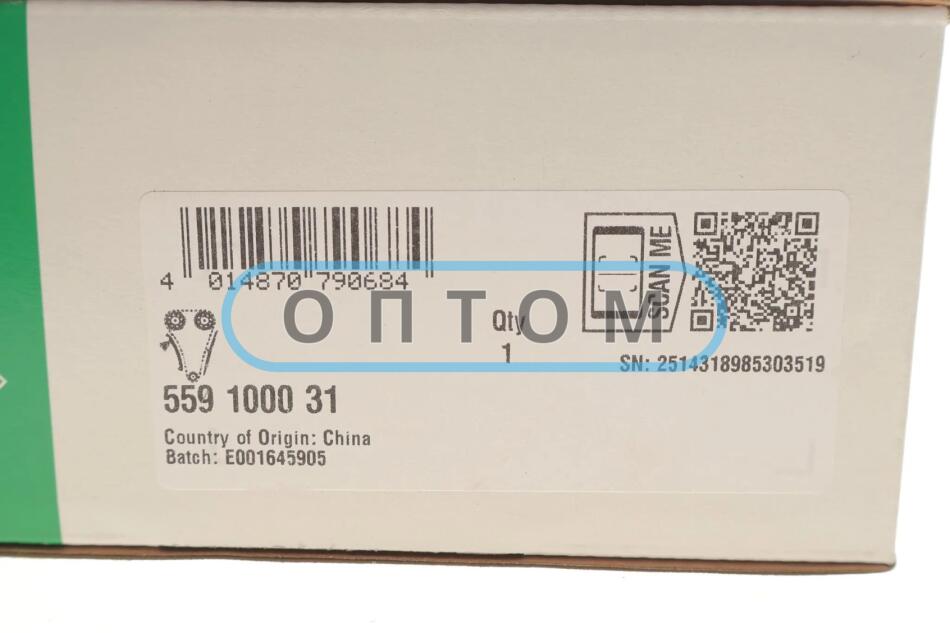 4 014870 790684
SCAN ME
ОПТОМ
Qty
1
SN: 2514318985303519
559 1000 31
Country of Origin: China
Batch: E001645905